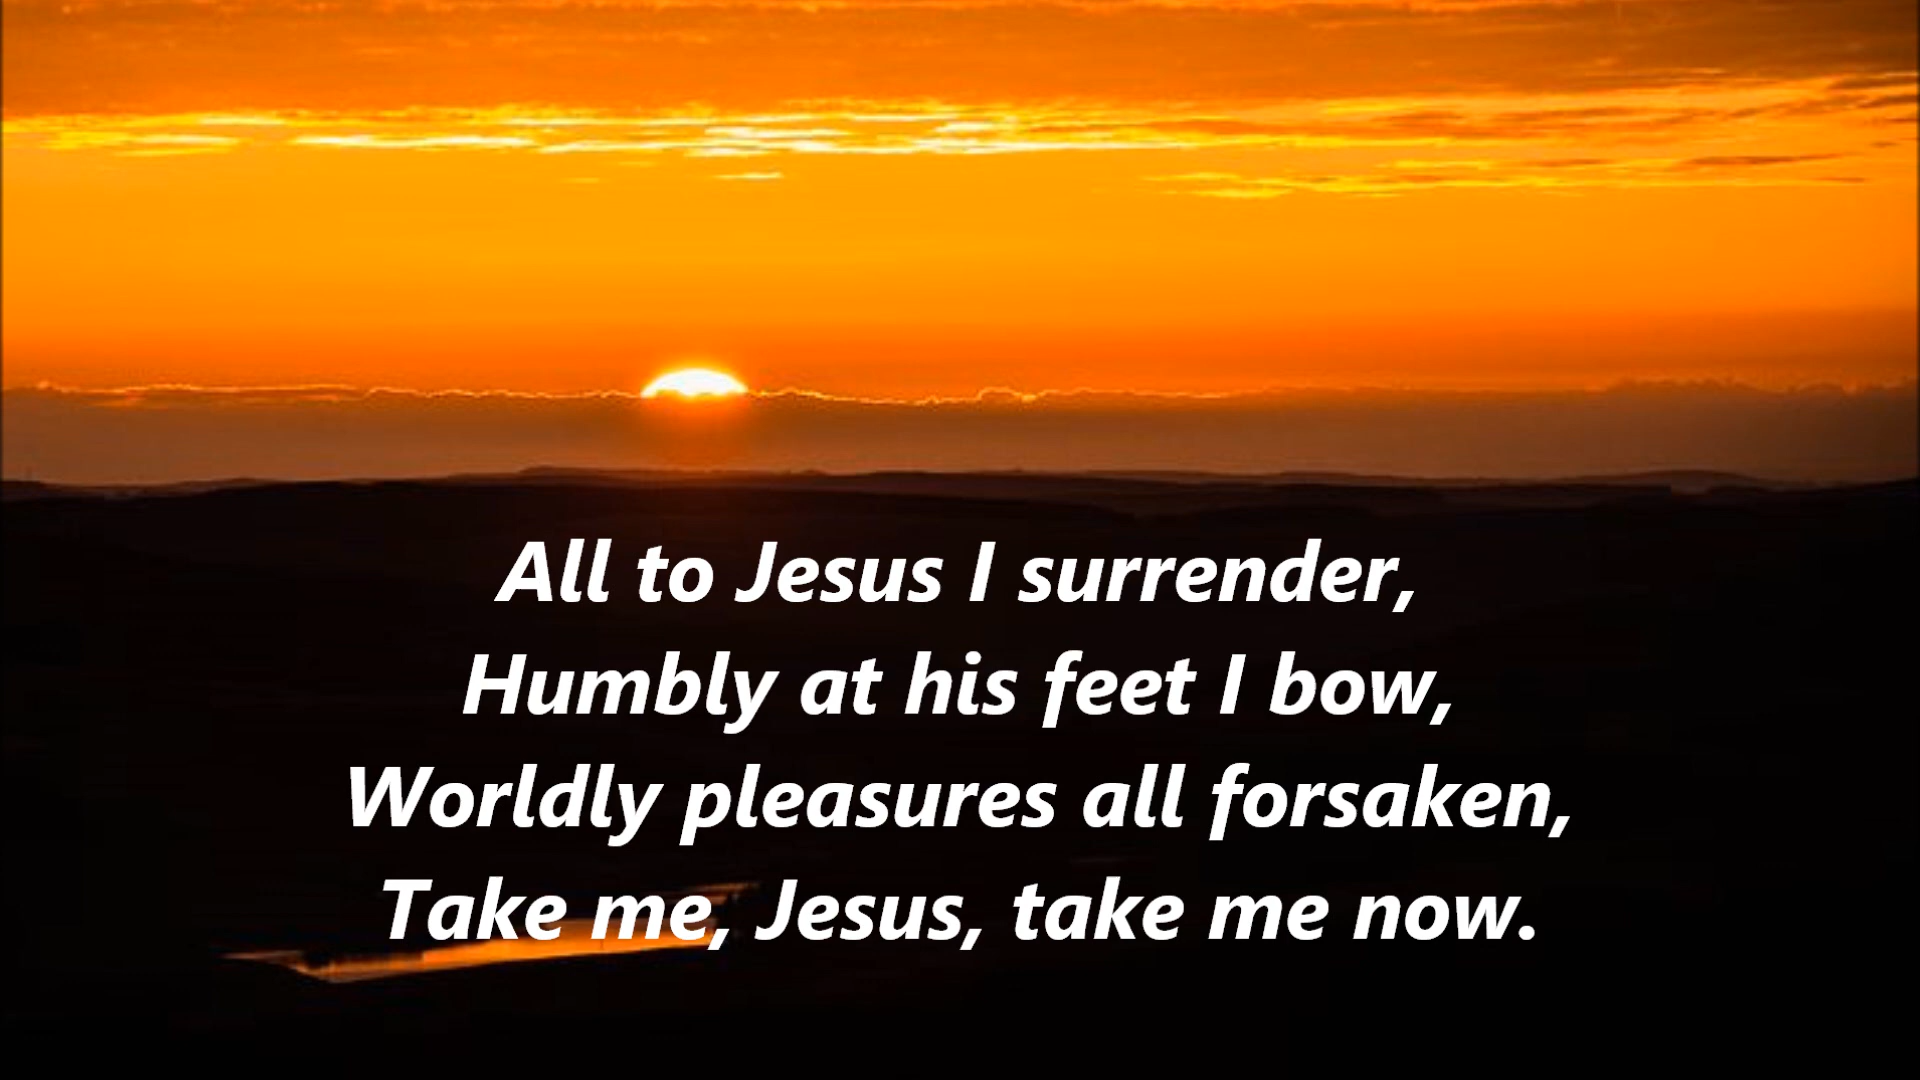 All to Jesus I surrender,
Humbly at his feet I bow,
Worldly pleasures all forsaken,
Take me, Jesus, take me now.